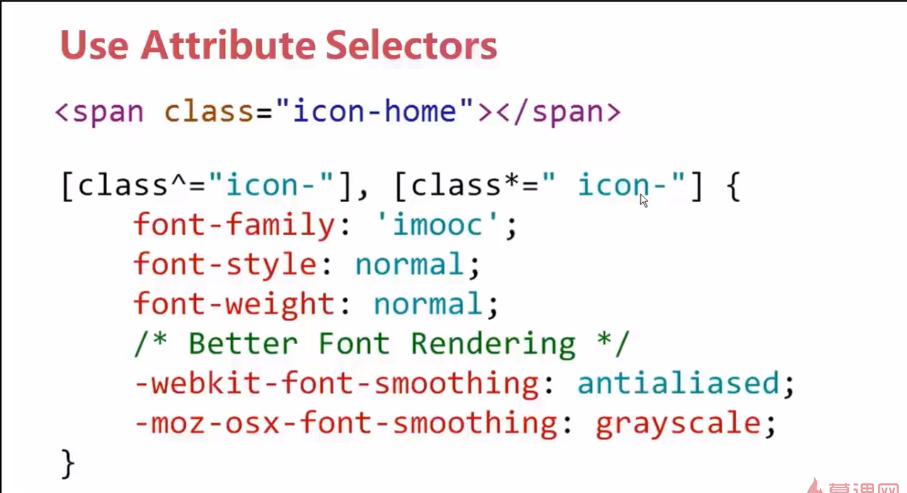 Use Attribute Selectors
<span class="icon-home"></span>
[class^="icon-"], [class*=" icon-"] {
font-family: 'imooc';
font-style: normal;
font-weight: normal;
/* Better Font Rendering */
-webkit-font-smoothing: antialiased;
-moz-osx-font-smoothing: grayscale;
}
慕课网